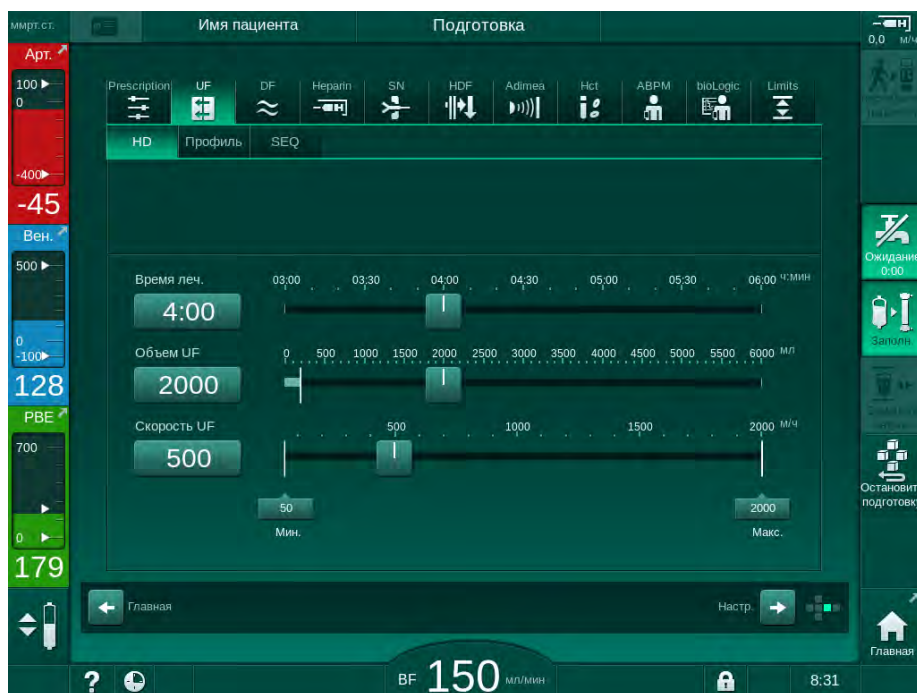 ммрт.ст.
Имя пациента
Подготовка
0,0 м/ч
Арт.
100
0
-400
-45
Вен.
500
0
-100
128
PBE
700
0
179
Prescription
UF
DF
Heparin
SN
HDF
Adimea
Hct
ABPM
bioLogic
Limits
HD
Профиль
SEQ
Время леч.
03:00 03:30 04:00 04:30 05:00 05:30 06:00 ч:мин
4:00
Объем UF
0 500 1000 1500 2000 2500 3000 3500 4000 4500 5000 5500 6000 мл
2000
Скорость UF
500 1000 1500 2000 м/ч
500
50
Мин.
2000
Макс.
Ожидание
0:00
Заполн.
Остановить
подготовку
Главная
Настр.
Главная
?
BF 150 мл/мин
8:31